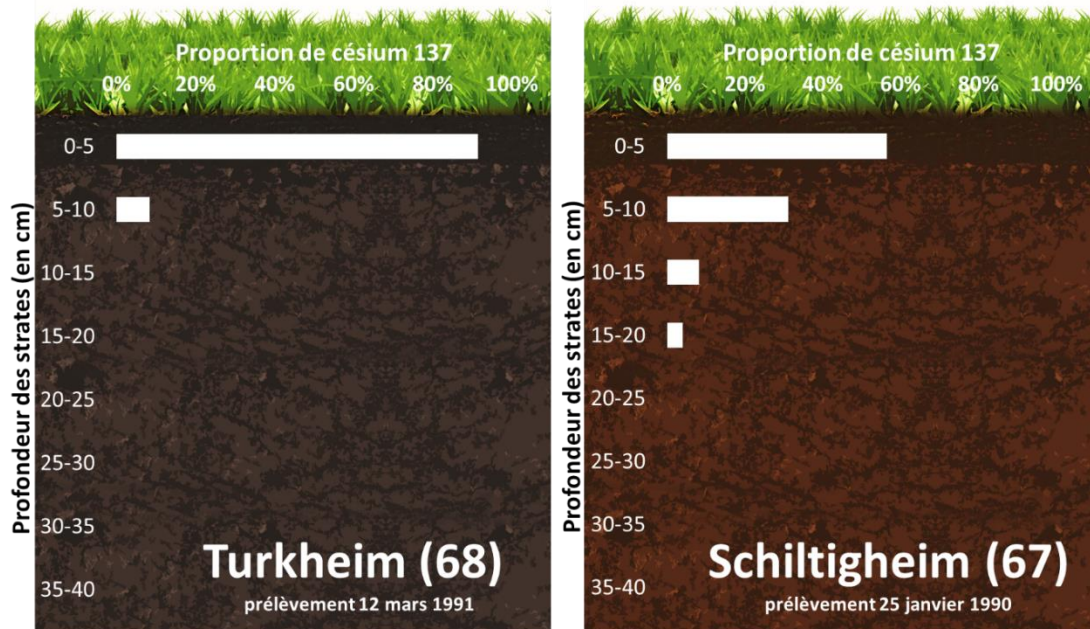 Proportion de césium 137
0% 20% 40% 60% 80% 100%
Profondeur des strates (en cm)
0-5
5-10
10-15
15-20
20-25
25-30
30-35
35-40
Turkheim (68)
prélèvement 12 mars 1991
Proportion de césium 137
0% 20% 40% 60% 80% 100%
Profondeur des strates (en cm)
0-5
5-10
10-15
15-20
20-25
25-30
30-35
35-40
Schiltigheim (67)
prélèvement 25 janvier 1990